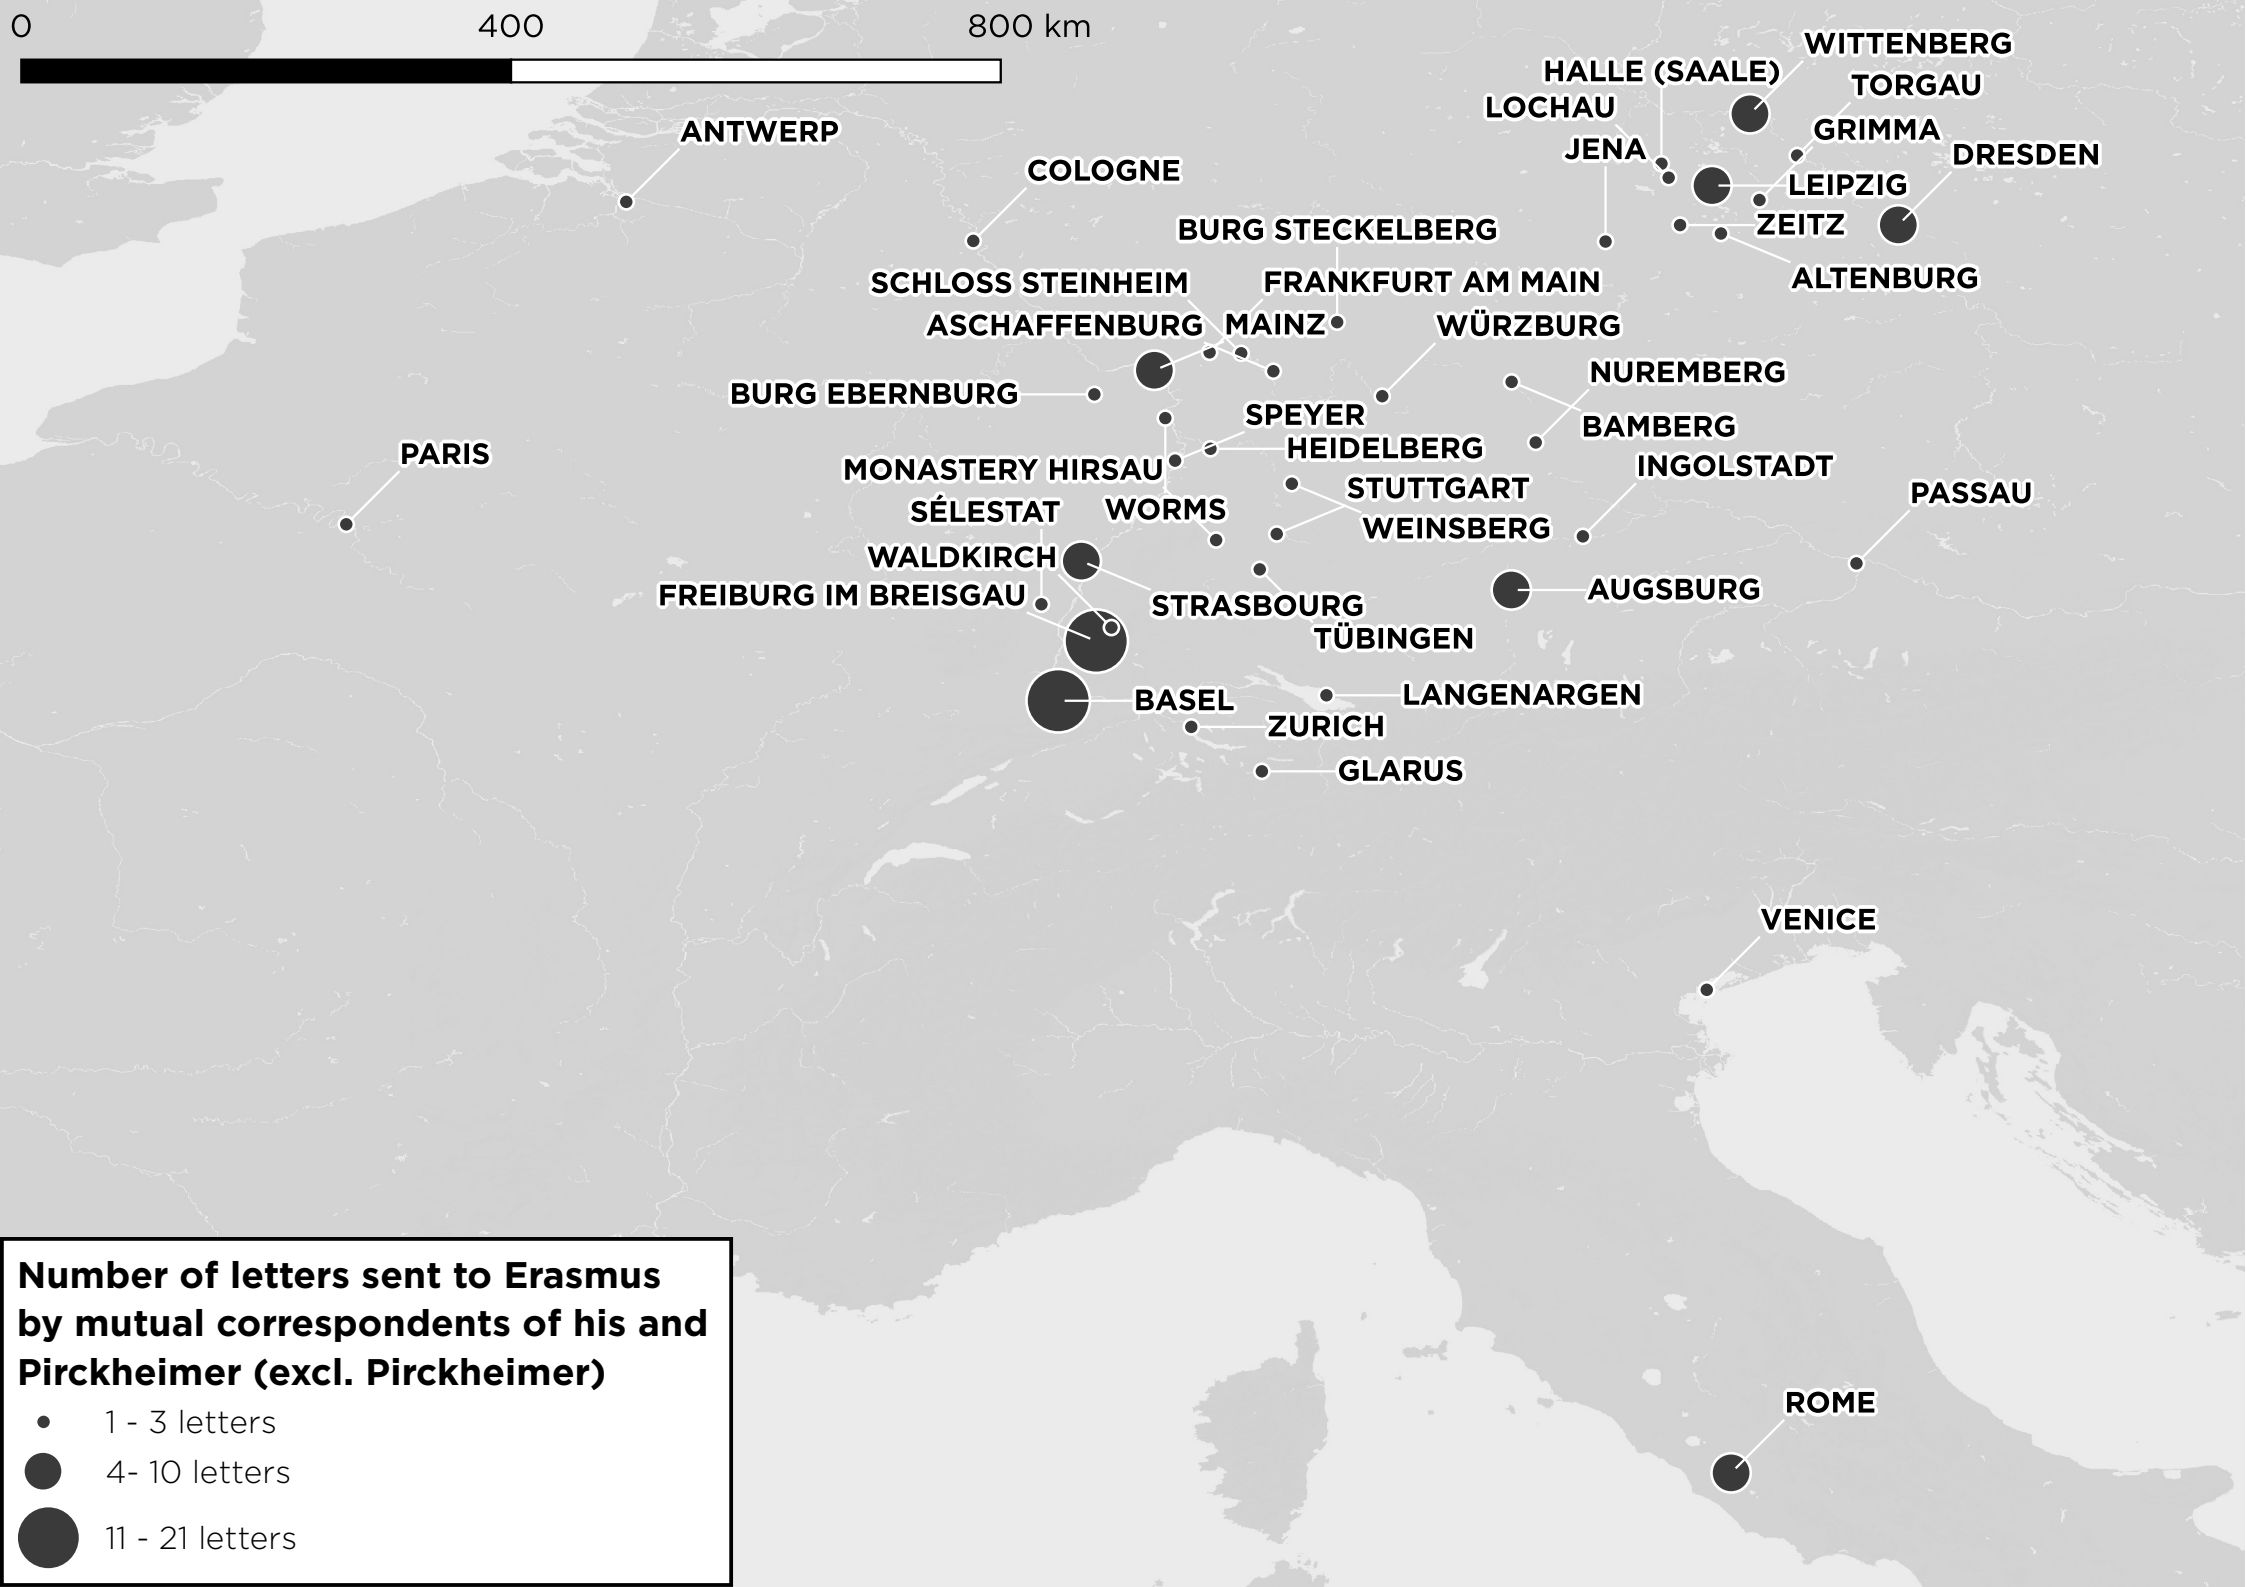 0 400 800 km
WITTENBERG
HALLE (SAALE)
TORGAU
LOCHAU
ANTWERP
GRIMMA
JENA
DRESDEN
COLOGNE
LEIPZIG
ZEITZ
BURG STECKELBERG
ALTENBURG
SCHLOSS STEINHEIM
FRANKFURT AM MAIN
ASCHAFFENBURG
MAINZ
WÜRZBURG
NUREMBERG
BURG EBERNBURG
SPEYER
BAMBERG
HEIDELBERG
PARIS
MONASTERY HIRSAU
INGOLSTADT
STUTTGART
PASSAU
SÉLESTAT
WORMS
WEINSBERG
WALDKIRCH
AUGSBURG
FREIBURG IM BREISGAU
STRASBOURG
TÜBINGEN
LANGENARGEN
BASEL
ZURICH
GLARUS
VENICE
ROME
Number of letters sent to Erasmus
by mutual correspondents of his and
Pirckheimer (excl. Pirckheimer)
1 - 3 letters
4- 10 letters
11 - 21 letters